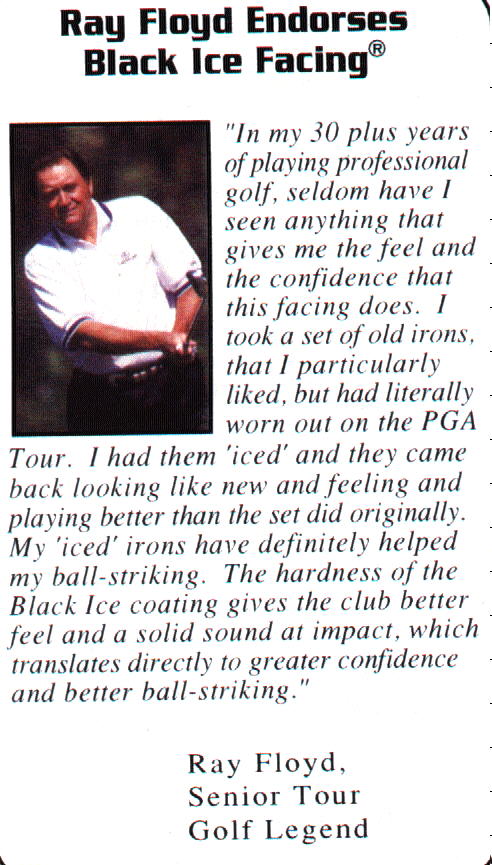 Ray Floyd Endorses
Black Ice Facing®
"In my 30 plus years
of playing professional
golf, seldom have I
seen anything that
gives me the feel and
the confidence that
this facing does. I
took a set of old irons,
that I particularly
liked, but had literally
worn out on the PGA
Tour. I had them 'iced' and they came
back looking like new and feeling and
playing better than the set did originally.
My 'iced' irons have definitely helped
my ball-striking. The hardness of the
Black Ice coating gives the club better
feel and a solid sound at impact, which
translates directly to greater confidence
and better ball-striking."
Ray Floyd,
Senior Tour
Golf Legend